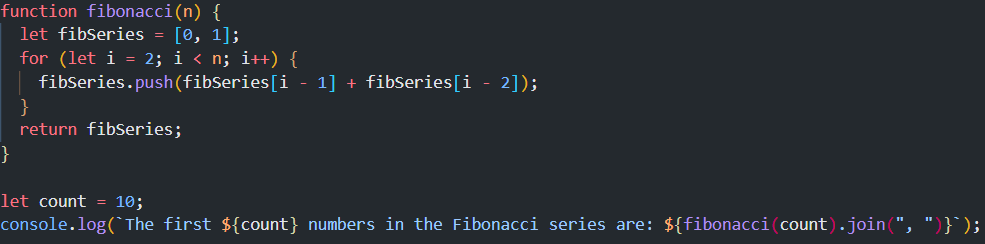 function fibonacci(n) {
  let fibSeries = [0, 1];
  for (let i = 2; i < n; i++) {
    fibSeries.push(fibSeries[i - 1] + fibSeries[i - 2]);
  }
  return fibSeries;
}

let count = 10;
console.log(`The first ${count} numbers in the Fibonacci series are: ${fibonacci(count).join(", ")}`);